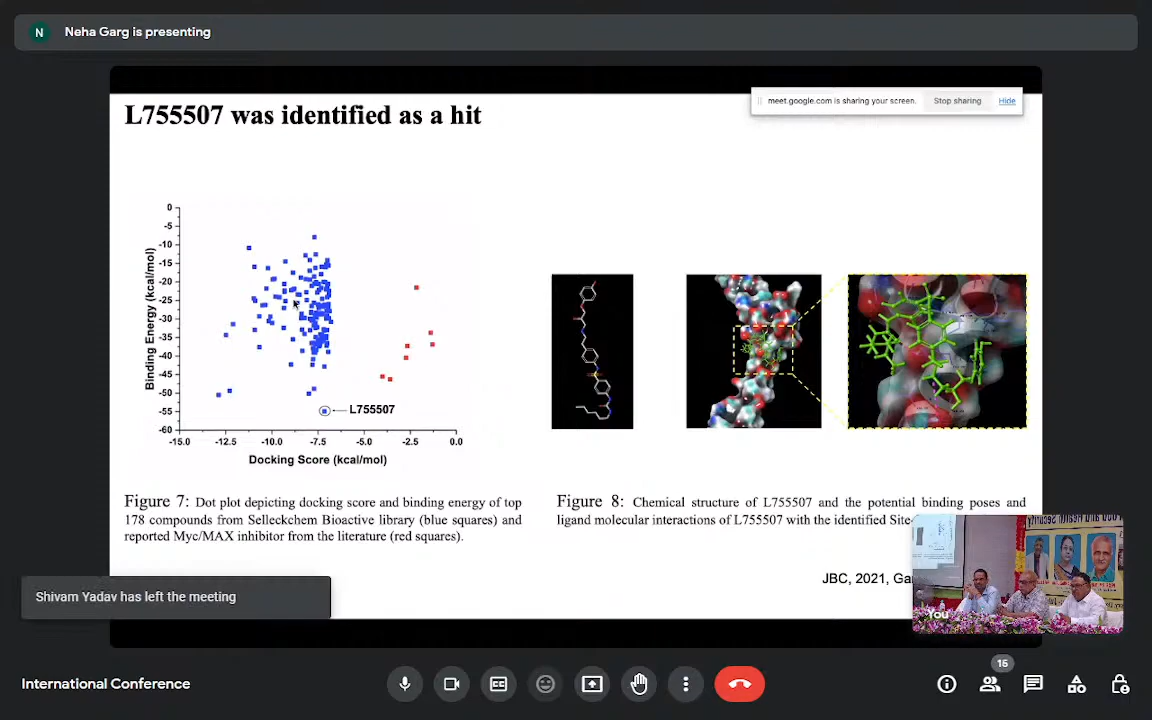 N
Neha Garg is presenting
L755507 was identified as a hit
meet.google.com is sharing your screen.
Stop sharing
Hide
0
-5
-10
-15
-20
-25
-30
-35
-40
-45
-50
-55
-60
Binding Energy (kcal/mol)
L755507
-15.0 -12.5 -10.0 -7.5 -5.0 -2.5 0.0
Docking Score (kcal/mol)
Figure 7: Dot plot depicting docking score and binding energy of top
178 compounds from Selleckchem Bioactive library (blue squares) and
reported Myc/MAX inhibitor from the literature (red squares).
Figure 8: Chemical structure of L755507 and the potential binding poses and
ligand molecular interactions of L755507 with the identified Site
JBC, 2021,
You
Shivam Yadav has left the meeting
International Conference
16